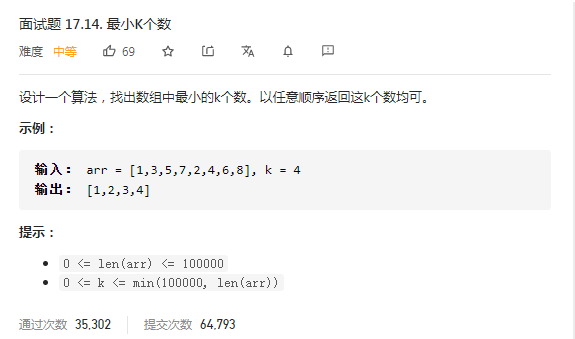 面试题 17.14. 最小K个数
难度 中等 69
设计一个算法，找出数组中最小的k个数。以任意顺序返回这k个数均可。
示例：
输入： arr = [1,3,5,7,2,4,6,8], k = 4
输出： [1,2,3,4]
提示：
0 <= len(arr) <= 100000
0 <= k <= min(100000, len(arr))
通过次数 35,302 提交次数 64,793